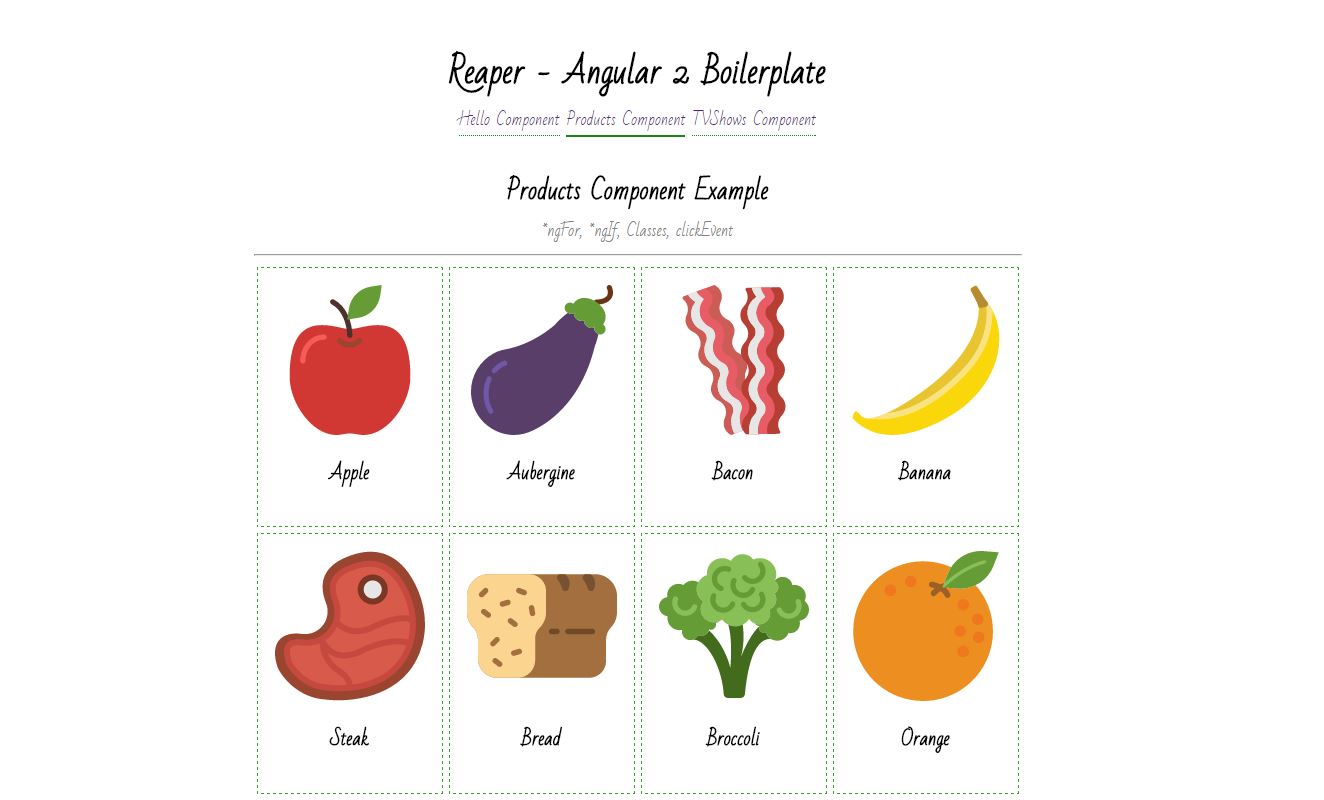 Reaper - Angular 2 Boilerplate
Hello Component Products Component TVShows Component
Products Component Example
*ngFor, *ngIf, Classes, clickEvent
Apple Aubergine Bacon Banana
Steak Bread Broccoli Orange